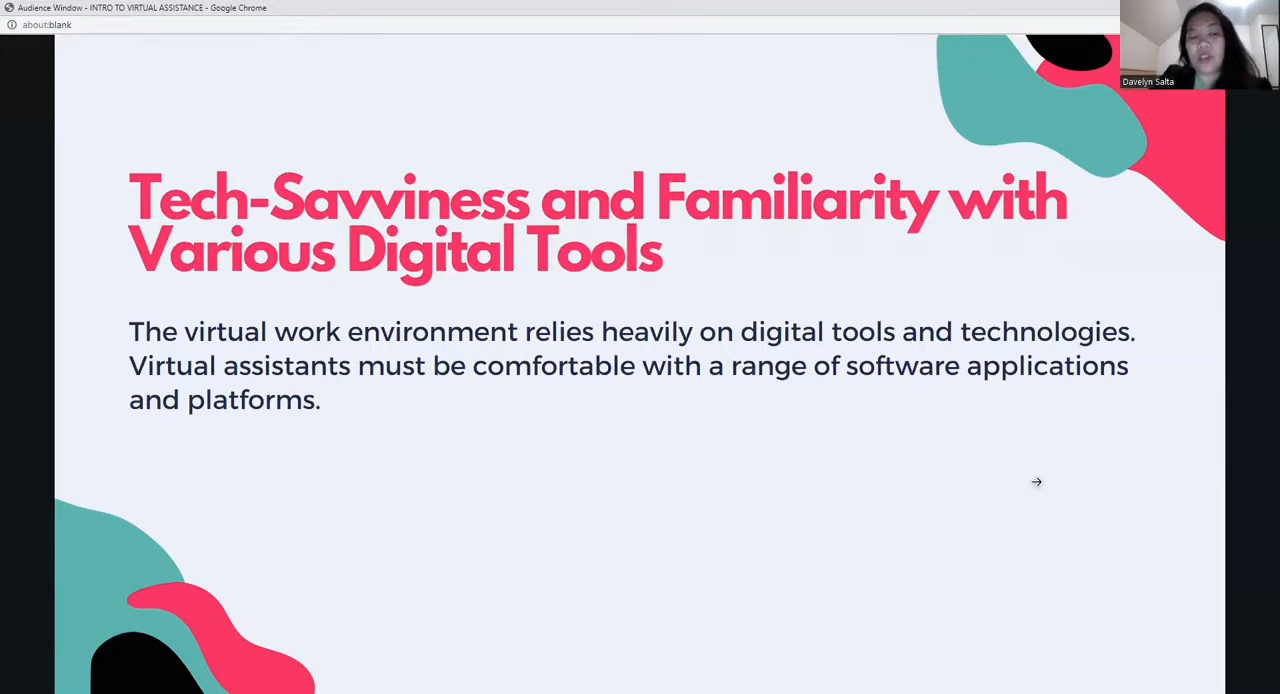 Audience Window - INTRO TO VIRTUAL ASSISTANCE - Google Chrome
about:blank
Davelyn Salta
Tech-Savviness and Familiarity with
Various Digital Tools
The virtual work environment relies heavily on digital tools and technologies.
Virtual assistants must be comfortable with a range of software applications
and platforms.